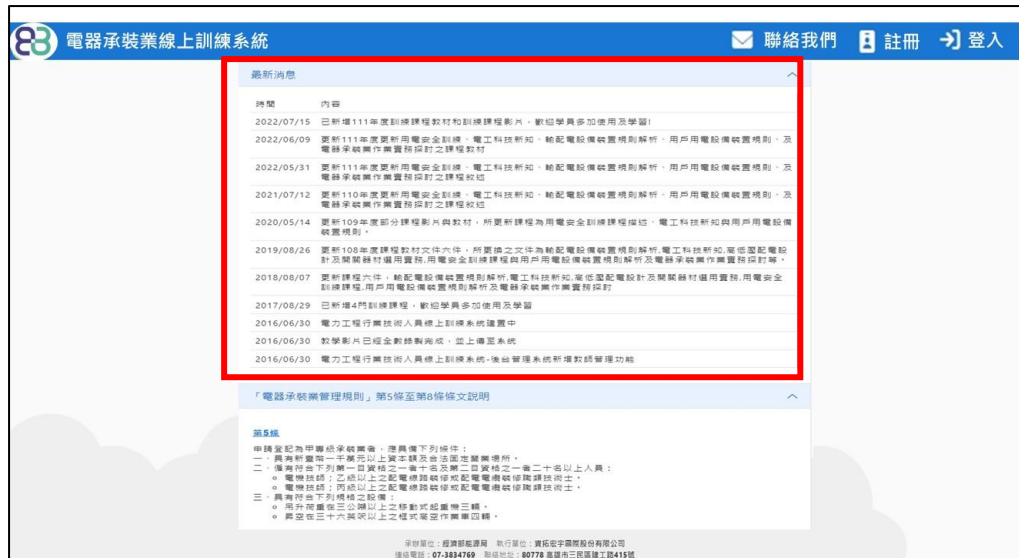 電器承裝業線上訓練系統
聯絡我們
註冊
登入
最新消息
時間 內容
2022/07/15 已新增111年度訓練課程教材和訓練課程影片，歡迎學員多加使用及學習!
2022/06/09 更新111年度更新用電安全訓練、電工科技新知、輸配電設備裝置規則解析、用戶用電設備裝置規則、及
電器承裝業作業實務探討之課程教材
2022/05/31 更新111年度更新用電安全訓練、電工科技新知、輸配電設備裝置規則解析、用戶用電設備裝置規則、及
電器承裝業作業實務探討之課程敘述
2021/07/12 更新110年度更新用電安全訓練、電工科技新知、輸配電設備裝置規則解析、用戶用電設備裝置規則、及
電器承裝業作業實務探討之課程敘述
2020/05/14 更新109年度部分課程影片與教材，所更新課程為用電安全訓練課程描述、電工科技新知與用戶用電設備
裝置規則。
2019/08/26 更新108年度課程教材文件六件，所更換之文件為輸配電設備裝置規則解析,電工科技新知,高低壓配電設
計及開關器材選用實務,用電安全訓練課程與用戶用電設備裝置規則解析及電器承裝業作業實務探討等。
2018/08/07 更新課程六件，輸配電設備裝置規則解析,電工科技新知,高低壓配電設計及開關器材選用實務,用電安全
訓練課程,用戶用電設備裝置規則解析及電器承裝業作業實務探討
2017/08/29 已新增4門訓練課程，歡迎學員多加使用及學習
2016/06/30 電力工程行業技術人員線上訓練系統建置中
2016/06/30 教學影片已經全數錄製完成，並上傳至系統
2016/06/30 電力工程行業技術人員線上訓練系統-後台管理系統新增教師管理功能
「電器承裝業管理規則」第5條至第8條條文說明
第5條
申請登記為甲專級承裝業者，應具備下列條件：
一、具有新臺幣一千萬元以上資本額及合法固定營業場所。
二、僱有符合下列第一目資格之一者十名及第二目資格之一者二十名以上人員：
電機技師；乙級以上之配電線路裝修或配電電纜裝修職類技術士。
電機技師；丙級以上之配電線路裝修或配電電纜裝修職類技術士。
三、具有符合下列規格之設備：
吊升荷重在三公噸以上之移動式起重機三輛。
昇空在三十六英呎以上之框式高空作業車四輛。
承辦單位：經濟部能源局 執行單位：資拓宏宇國際股份有限公司
連絡電話：07-3834769 聯絡地址：80778 高雄市三民區建工路415號